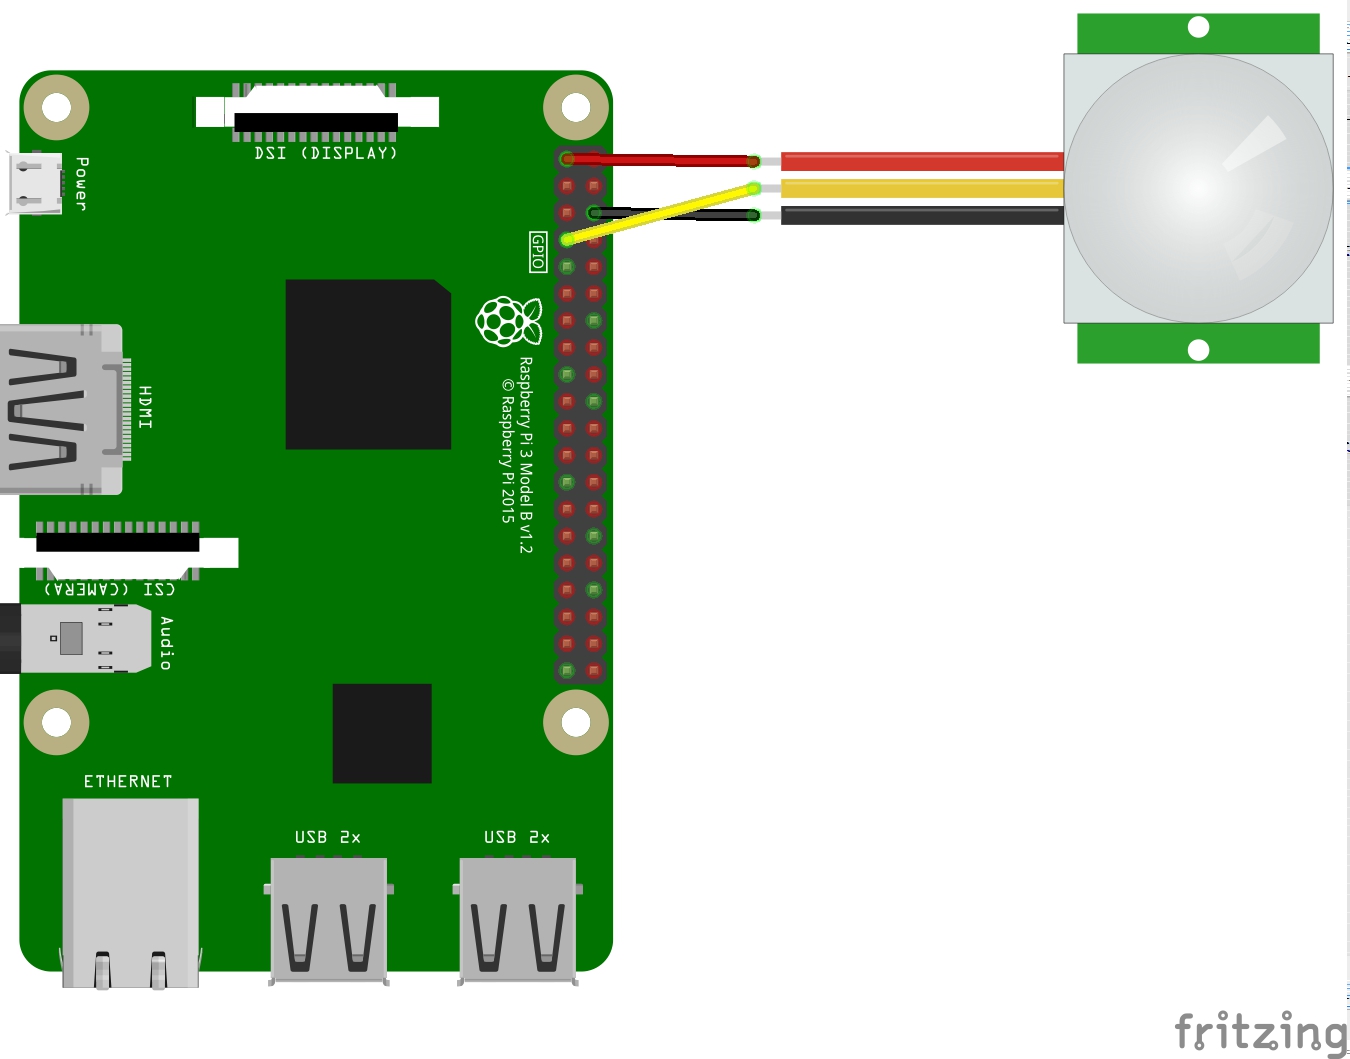 DSI (DISPLAY)
Power
GPIO
HDMI
Raspberry Pi 3 Model B v1.2
© Raspberry Pi 2015
CSI (CAMERA)
Audio
ETHERNET
USB 2x
USB 2x
fritzing